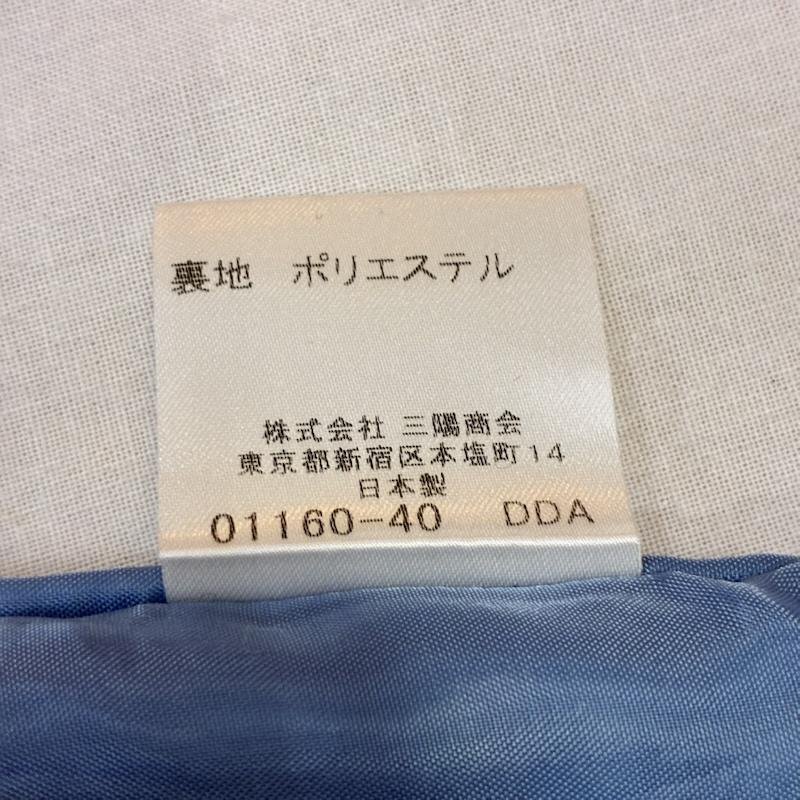 裏地 ポリエステル
株式会社 三陽商会
東京都新宿区本塩町14
日本製
01160-40 DDA